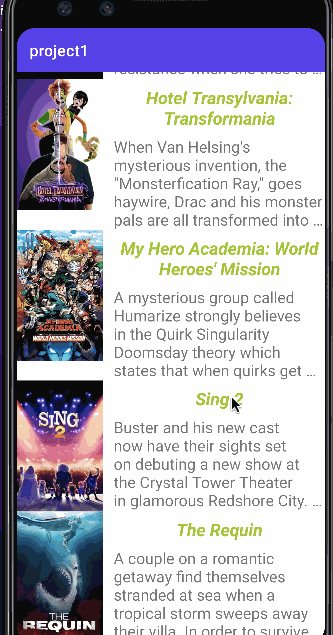 project1
resistance when she tries to ...
Hotel Transylvania:
Transformania
When Van Helsing's
mysterious invention, the
"Monsterfication Ray," goes
haywire, Drac and his monster
pals are all transformed into ...
HOTEL TRANSYLVANIA
My Hero Academia: World
Heroes' Mission
A mysterious group called
Humarize strongly believes
in the Quirk Singularity
Doomsday theory which
states that when quirks get ...
MY HERO ACADEMIA
WORLD HEROES MISSION
Sing 2
Buster and his new cast
now have their sights set
on debuting a new show at
the Crystal Tower Theater
in glamorous Redshore City. ...
SING
2
The Requin
A couple on a romantic
getaway find themselves
stranded at sea when a
tropical storm sweeps away
their villa. In order to survive
THE
REQUIN